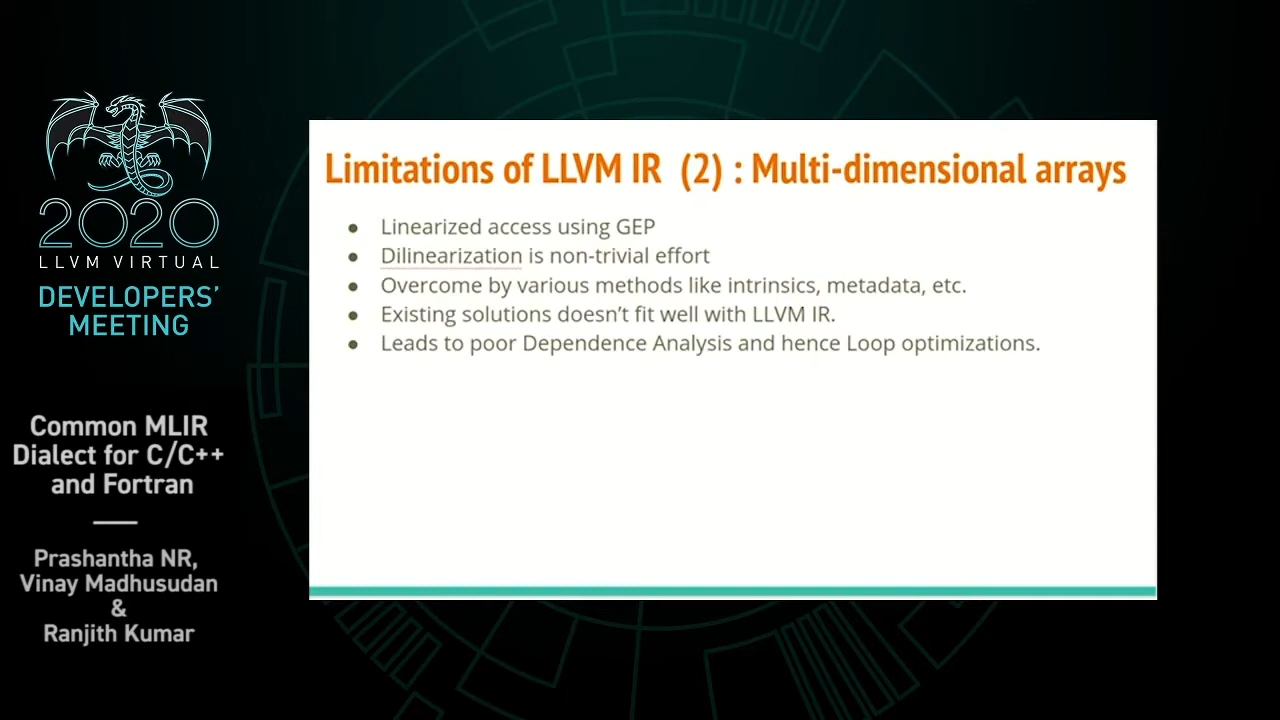 2020
LLVM VIRTUAL
DEVELOPERS'
MEETING
Common MLIR
Dialect for C/C++
and Fortran
Prashantha NR,
Vinay Madhusudan
&
Ranjith Kumar
Limitations of LLVM IR (2) : Multi-dimensional arrays
● Linearized access using GEP
● Dilinearization is non-trivial effort
● Overcome by various methods like intrinsics, metadata, etc.
● Existing solutions doesn't fit well with LLVM IR.
● Leads to poor Dependence Analysis and hence Loop optimizations.